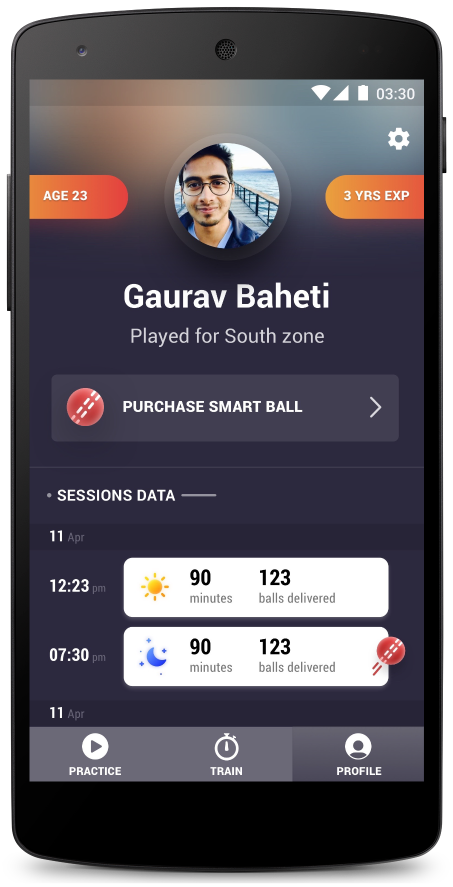 03:30
AGE 23
3 YRS EXP
Gaurav Baheti
Played for South zone
PURCHASE SMART BALL
SESSIONS DATA
11 Apr
12:23 pm
90
123
minutes
balls delivered
07:30 pm
90
123
minutes
balls delivered
11 Apr
PRACTICE
TRAIN
PROFILE